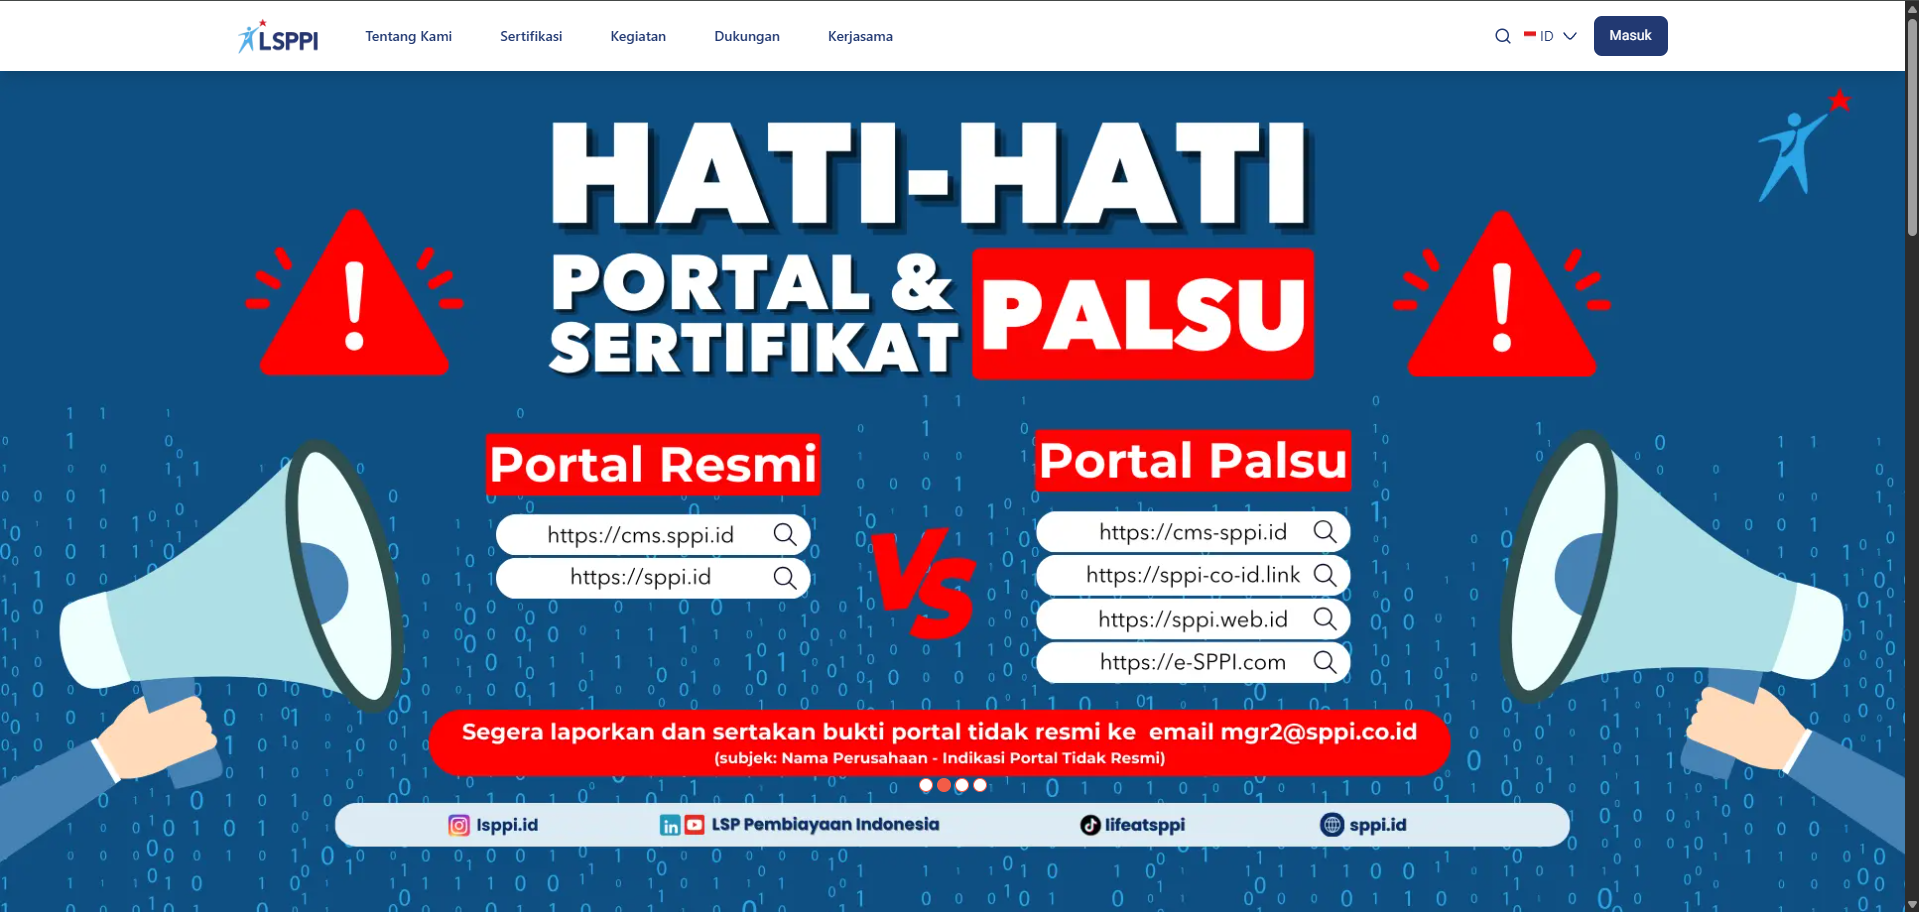 LSPPI
Tentang Kami
Sertifikasi
Kegiatan
Dukungan
Kerjasama
ID
Masuk
HATI-HATI
PORTAL &
SERTIFIKAT
PALSU
Portal Resmi
https://cms.sppi.id
https://sppi.id
VS
Portal Palsu
https://cms-sppi.id
https://sppi-co-id.link
https://sppi.web.id
https://e-SPPI.com
Segera laporkan dan sertakan bukti portal tidak resmi ke email mgr2@sppi.co.id
(subjek: Nama Perusahaan - Indikasi Portal Tidak Resmi)
lsppi.id
LSP Pembiayaan Indonesia
lifeatsppi
sppi.id